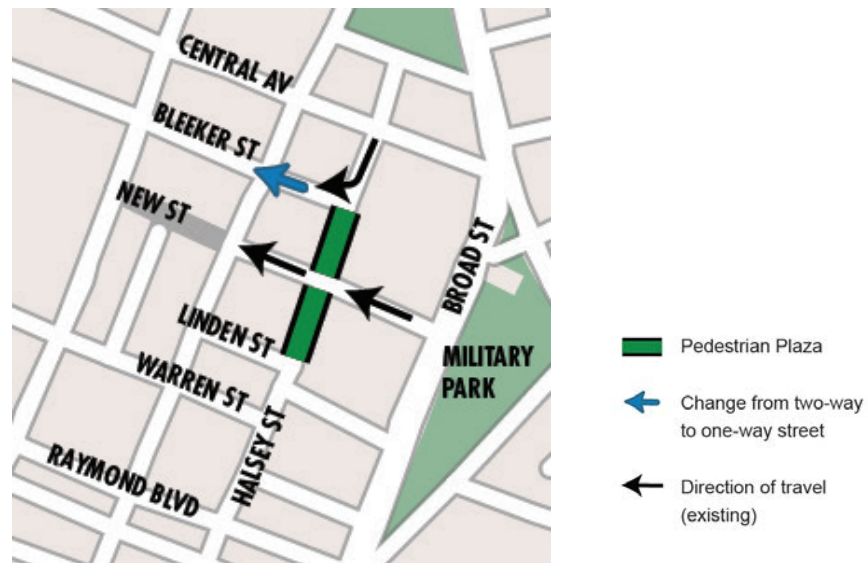 CENTRAL AV
BLEEKER ST
NEW ST
BROAD ST
LINDEN ST
MILITARY
PARK
WARREN ST
HALSEY ST
RAYMOND BLVD
Pedestrian Plaza
Change from two-way
to one-way street
Direction of travel
(existing)